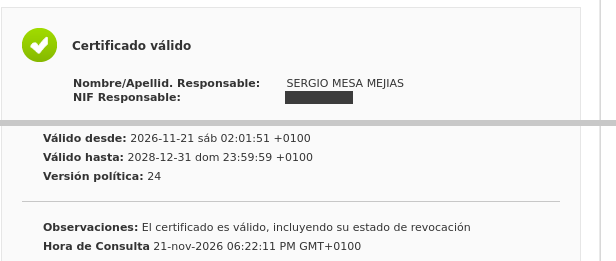 Certificado válido
Nombre/Apellid. Responsable: SERGIO MESA MEJIAS
NIF Responsable:
Válido desde: 2026-11-21 sáb 02:01:51 +0100
Válido hasta: 2028-12-31 dom 23:59:59 +0100
Versión política: 24
Observaciones: El certificado es válido, incluyendo su estado de revocación
Hora de Consulta 21-nov-2026 06:22:11 PM GMT+0100